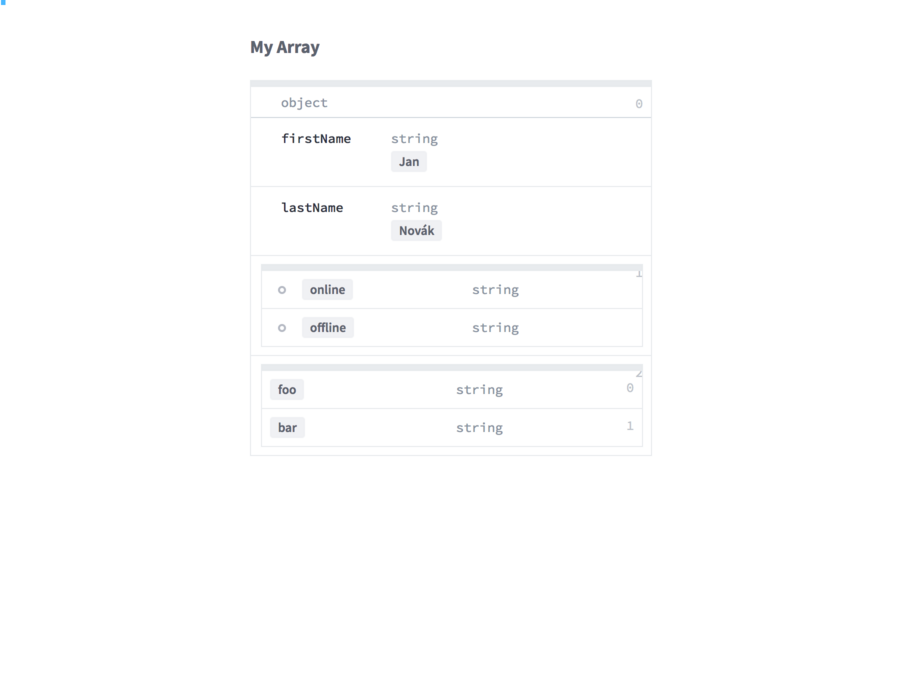 My Array
object 0
firstName string
Jan
lastName string
Novák
1
online string
offline string
2
foo string 0
bar string 1